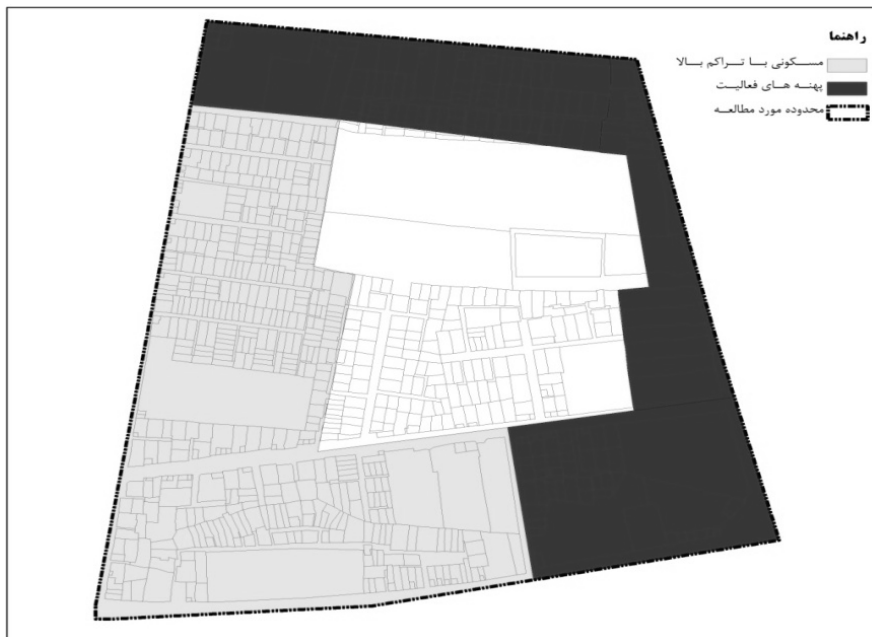 راهنما
مسکونی با تراکم بالا
پهنه های فعالیت
محدوده مورد مطالعه